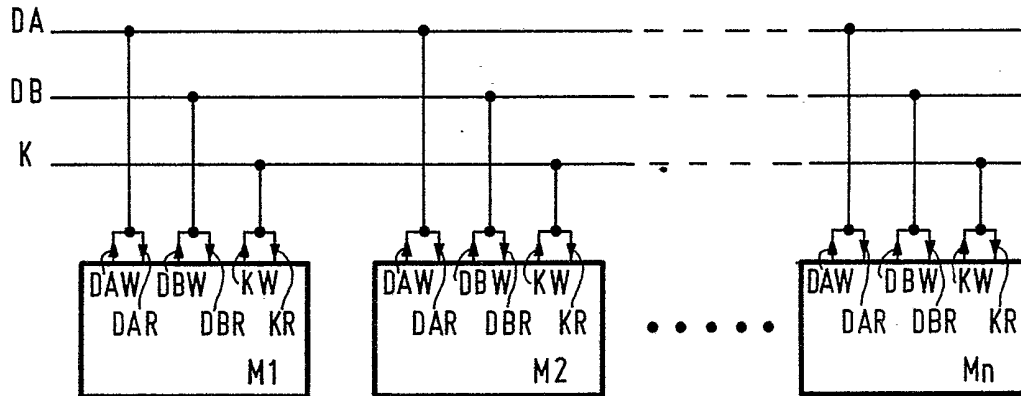 DA
DB
K
DAW DBW KW DAW DBW KW DAW DBW KW
DAR DBR KR DAR DBR DAR DBR KR
M1 M2 Mn